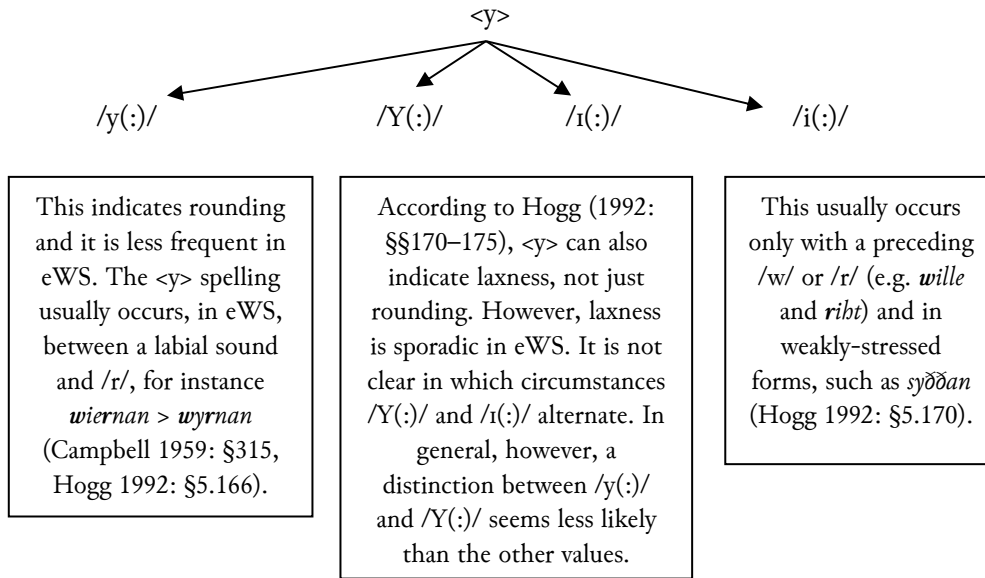 <y>
/y(:)/ /Y(:)/ /ɪ(:)/ /i(:)/
This indicates rounding
and it is less frequent in
eWS. The <y> spelling
usually occurs, in eWS,
between a labial sound
and /r/, for instance
wiernan > wyrnan
(Campbell 1959: §315,
Hogg 1992: §5.166).
According to Hogg (1992:
§§170–175), <y> can also
indicate laxness, not just
rounding. However, laxness
is sporadic in eWS. It is not
clear in which circumstances
/Y(:)/ and /ɪ(:)/ alternate. In
general, however, a
distinction between /y(:)/
and /Y(:)/ seems less likely
than the other values.
This usually occurs
only with a preceding
/w/ or /r/ (e.g. wille
and riht) and in
weakly-stressed
forms, such as syððan
(Hogg 1992: §5.170).